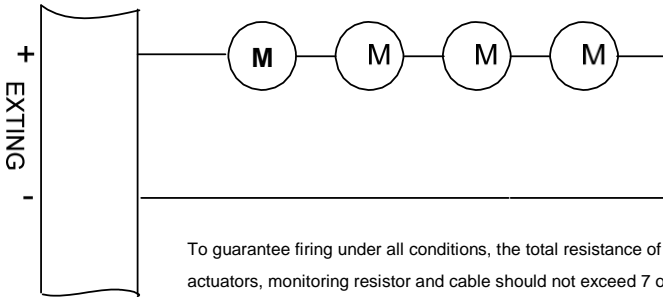 +
EXTING
-
M M M M
To guarantee firing under all conditions, the total resistance of
actuators, monitoring resistor and cable should not exceed 7 o